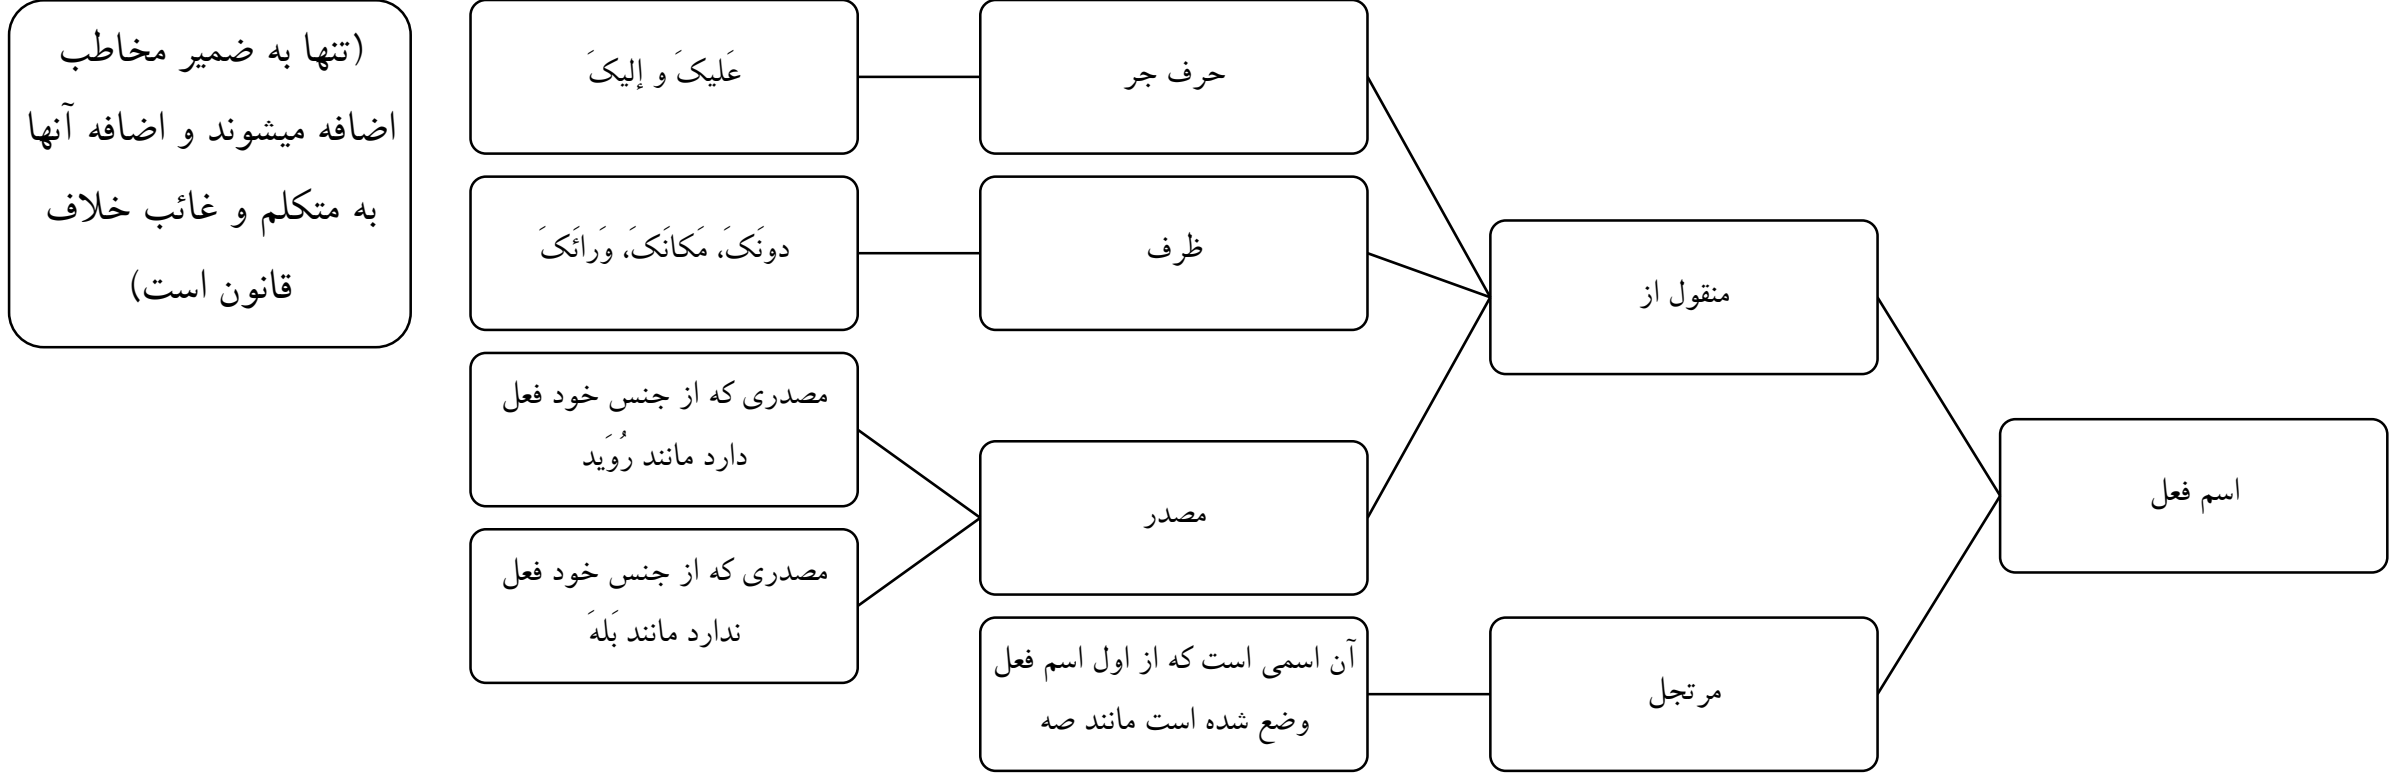 اسم فعل
منقول از
حرف جر
عَلیکَ و إلیکَ
(تنها به ضمیر مخاطب
اضافه میشوند و اضافه آنها
به متکلم و غائب خلاف
قانون است)
ظرف
دونَکَ، مَکانَکَ، وَرائَکَ
مصدر
مصدری که از جنس خود فعل
دارد مانند رُوَید
مصدری که از جنس خود فعل
ندارد مانند بَلهَ
مرتجل
آن اسمی است که از اول اسم فعل
وضع شده است مانند صه